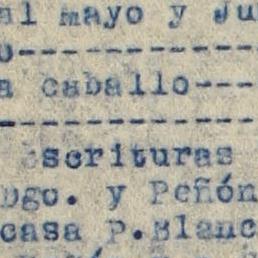 al mayo y Ju
o------------
a caballo---
-------------
scrituras
Dgo. y Peñón
casa P.Blanc